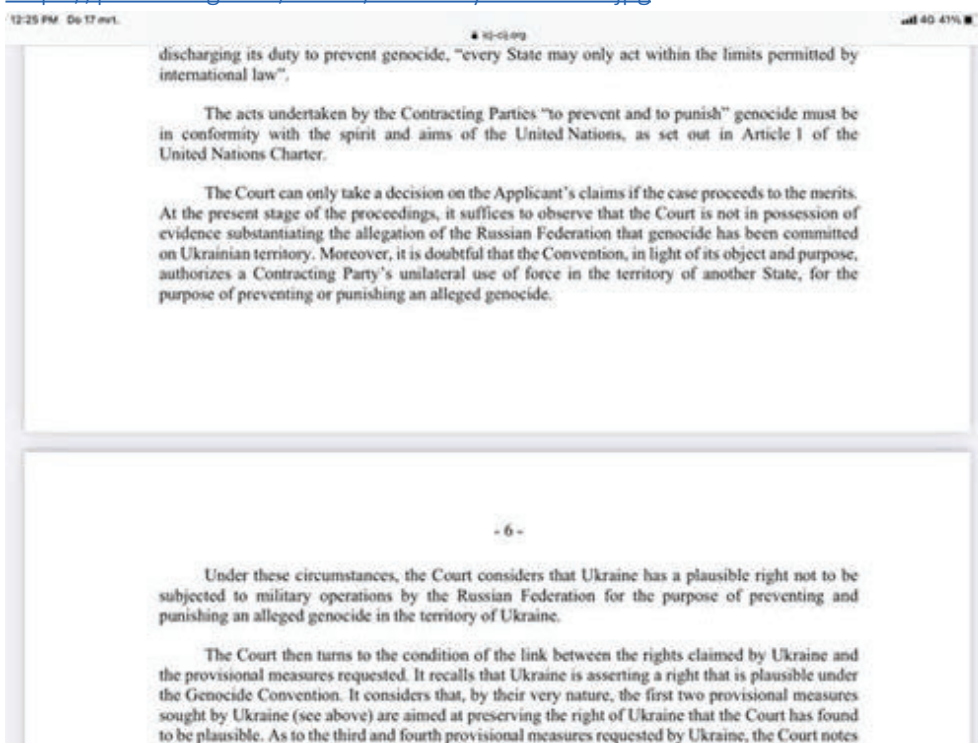 12:25 PM Do 17 mrt.
4G 41%
icj-cij.org
discharging its duty to prevent genocide, “every State may only act within the limits permitted by
international law”.
The acts undertaken by the Contracting Parties “to prevent and to punish” genocide must be
in conformity with the spirit and aims of the United Nations, as set out in Article 1 of the
United Nations Charter.
The Court can only take a decision on the Applicant’s claims if the case proceeds to the merits.
At the present stage of the proceedings, it suffices to observe that the Court is not in possession of
evidence substantiating the allegation of the Russian Federation that genocide has been committed
on Ukrainian territory. Moreover, it is doubtful that the Convention, in light of its object and purpose,
authorizes a Contracting Party’s unilateral use of force in the territory of another State, for the
purpose of preventing or punishing an alleged genocide.
- 6 -
Under these circumstances, the Court considers that Ukraine has a plausible right not to be
subjected to military operations by the Russian Federation for the purpose of preventing and
punishing an alleged genocide in the territory of Ukraine.
The Court then turns to the condition of the link between the rights claimed by Ukraine and
the provisional measures requested. It recalls that Ukraine is asserting a right that is plausible under
the Genocide Convention. It considers that, by their very nature, the first two provisional measures
sought by Ukraine (see above) are aimed at preserving the right of Ukraine that the Court has found
to be plausible. As to the third and fourth provisional measures requested by Ukraine, the Court notes